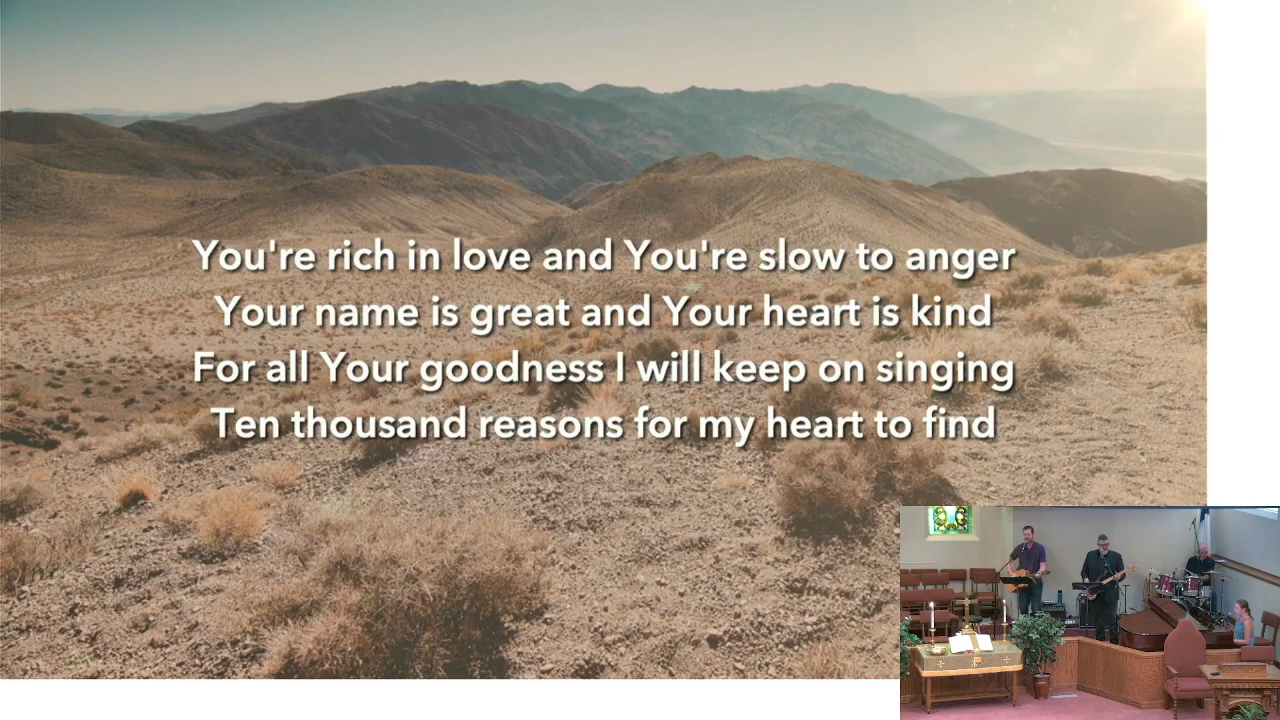 You're rich in love and You're slow to anger
Your name is great and Your heart is kind
For all Your goodness I will keep on singing
Ten thousand reasons for my heart to find